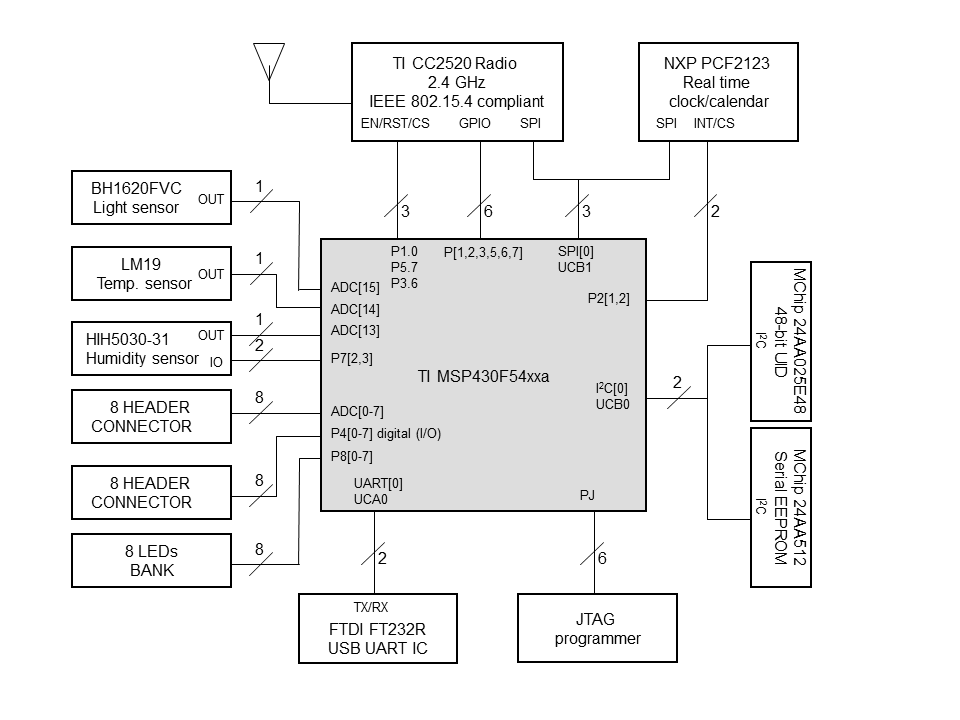 TI CC2520 Radio
2.4 GHz
IEEE 802.15.4 compliant
EN/RST/CS GPIO SPI
NXP PCF2123
Real time
clock/calendar
SPI INT/CS
3
6
3
2
BH1620FVC
Light sensor
OUT
1
LM19
Temp. sensor
OUT
1
HIH5030-31
Humidity sensor
OUT
IO
1
2
8 HEADER
CONNECTOR
8
8 HEADER
CONNECTOR
8
8 LEDs
BANK
8
P1.0
P5.7
P3.6
P[1,2,3,5,6,7]
SPI[0]
UCB1
P2[1,2]
ADC[15]
ADC[14]
ADC[13]
P7[2,3]
TI MSP430F54xxa
I²C[0]
UCB0
ADC[0-7]
P4[0-7] digital (I/O)
P8[0-7]
UART[0]
UCA0
PJ
2
MChip 24AA025E48
48-bit UID
I²C
MChip 24AA512
Serial EEPROM
I²C
2
6
TX/RX
FTDI FT232R
USB UART IC
JTAG
programmer